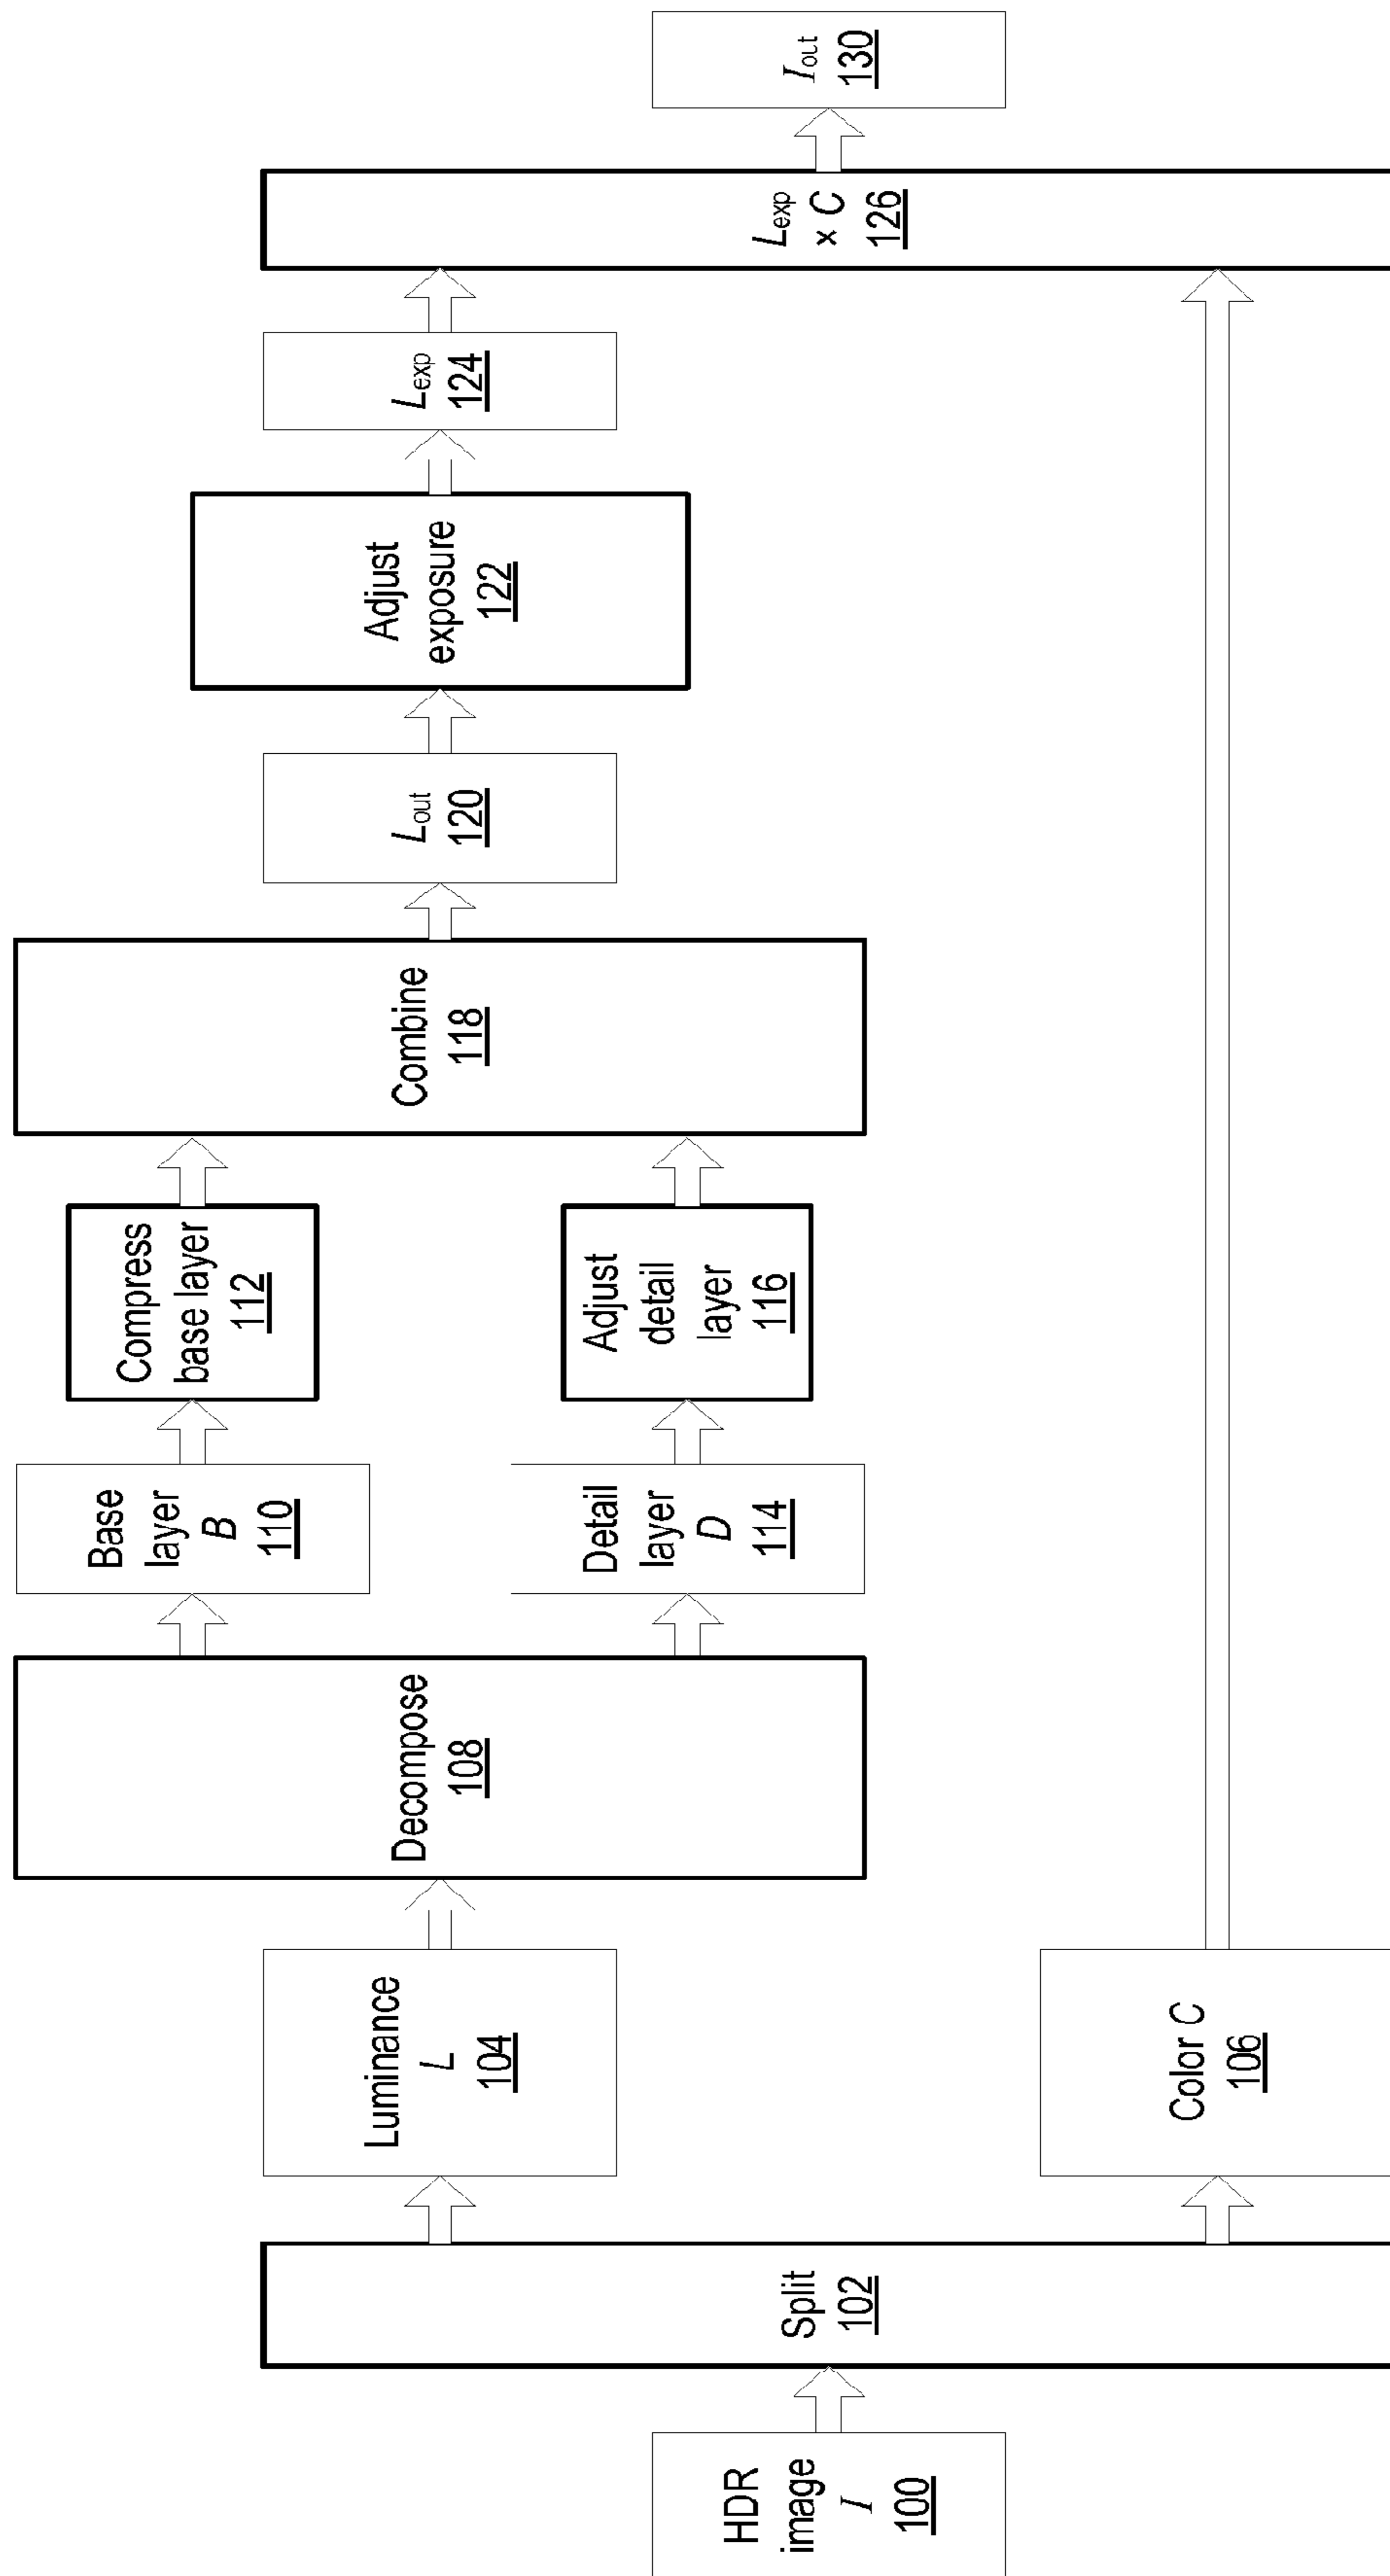 HDR
image
I
100
Split
102
Luminance
L
104
Color C
106
Decompose
108
Base
layer
B
110
Detail
layer
D
114
Compress
base layer
112
Adjust
detail
layer
116
Combine
118
Lout
120
Adjust
exposure
122
Lexp
124
Lexp
× C
126
Iout
130